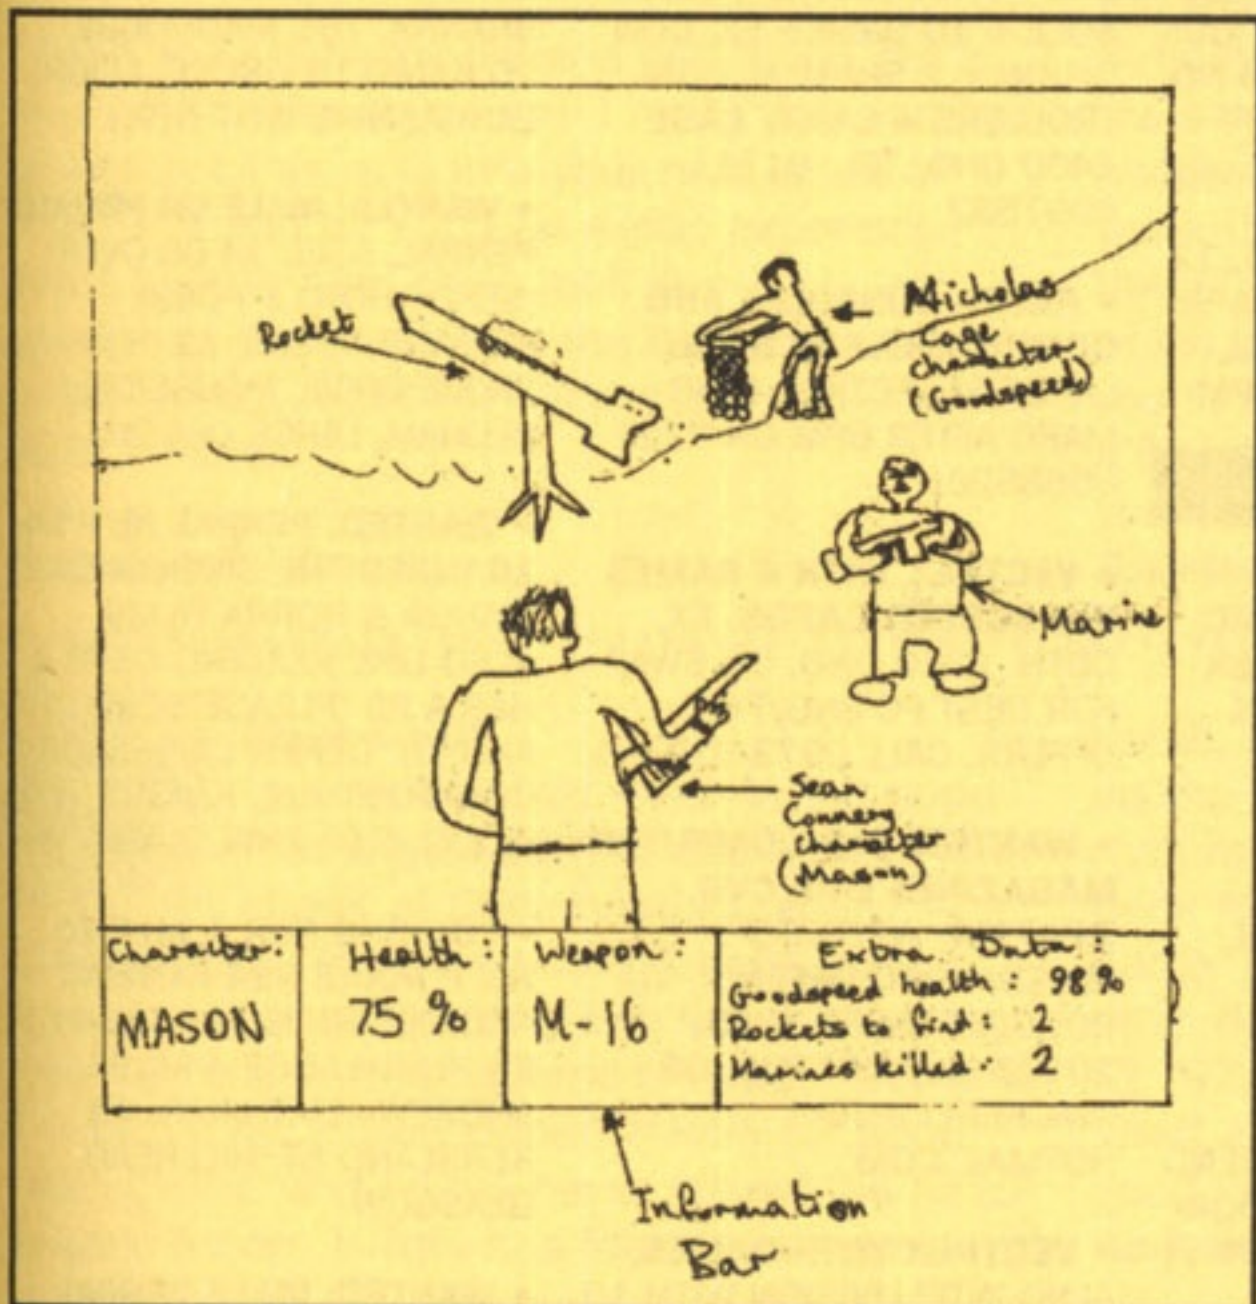 Rocket
Nicholas
Cage
character
(Goodspeed)
Marine
Sean
Connery
character
(Mason)
Character:
MASON
Health:
75 %
Weapon:
M-16
Extra Data:
Goodspeed health: 98 %
Rockets to find: 2
Marines killed: 2
Information
Bar